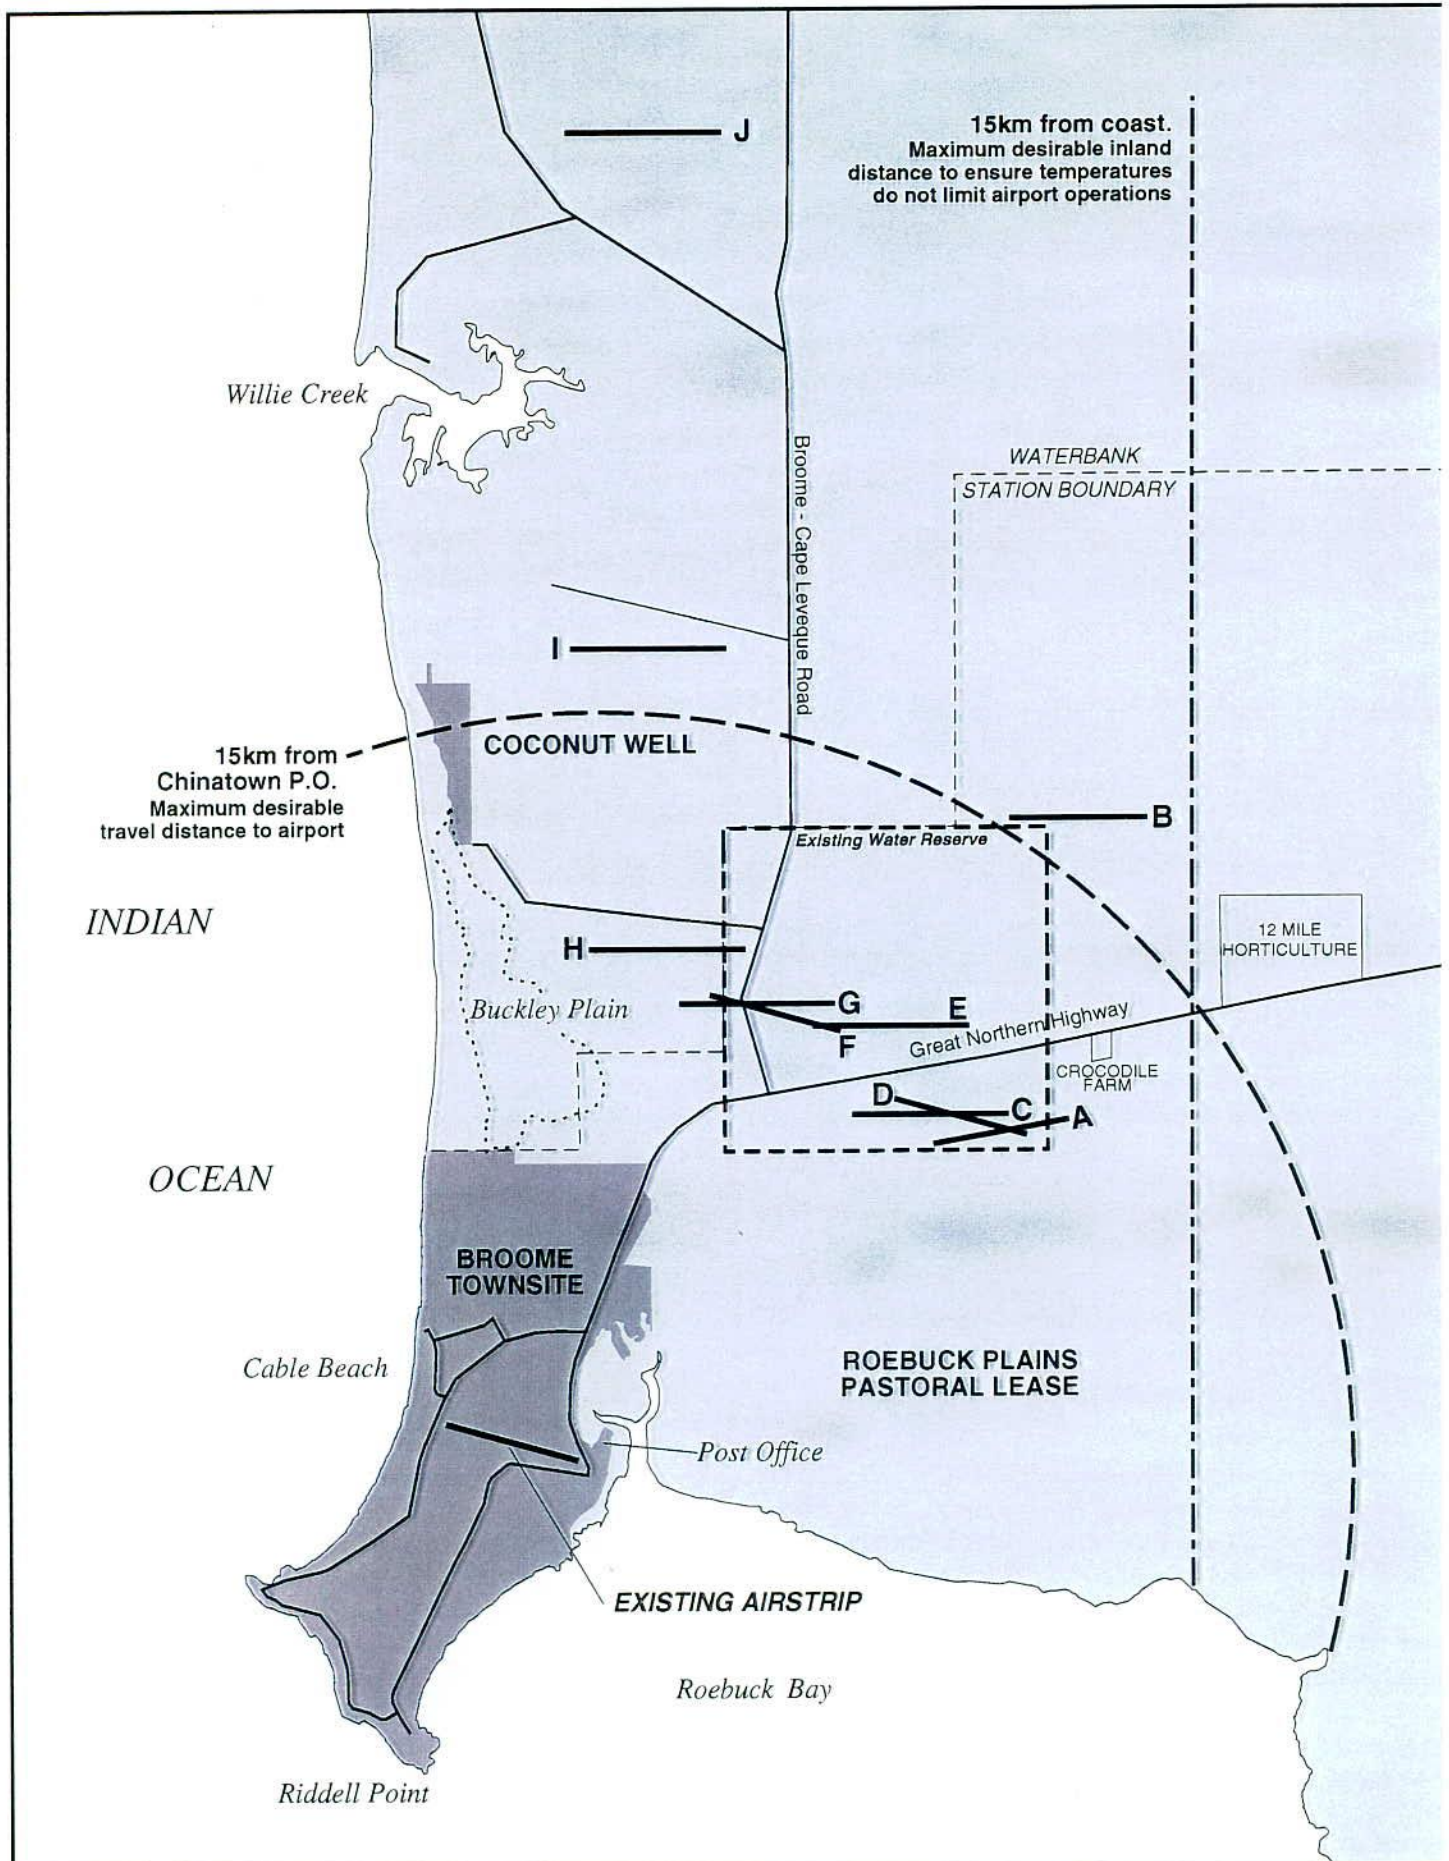 J
15km from coast.
Maximum desirable inland
distance to ensure temperatures
do not limit airport operations
Willie Creek
Broome - Cape Leveque Road
WATERBANK
STATION BOUNDARY
I
15km from
Chinatown P.O.
Maximum desirable
travel distance to airport
COCONUT WELL
B
Existing Water Reserve
INDIAN
12 MILE
HORTICULTURE
H
Buckley Plain
G
E
F
Great Northern Highway
CROCODILE
FARM
D
C
A
OCEAN
BROOME
TOWNSITE
Cable Beach
ROEBUCK PLAINS
PASTORAL LEASE
Post Office
EXISTING AIRSTRIP
Roebuck Bay
Riddell Point